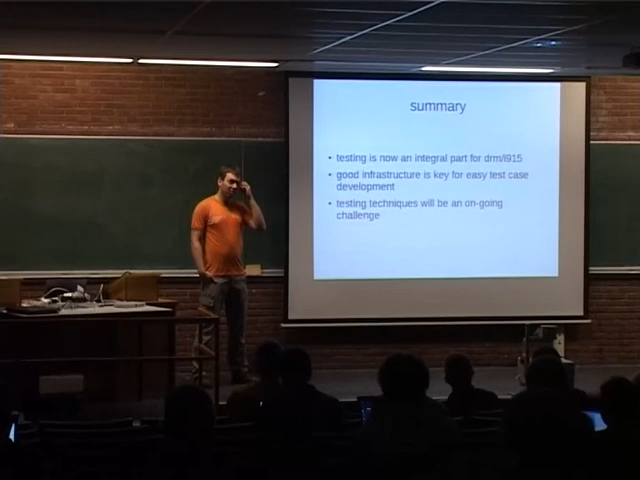 summary
• testing is now an integral part for drm/i915
• good infrastructure is key for easy test case
development
• testing techniques will be an on-going
challenge